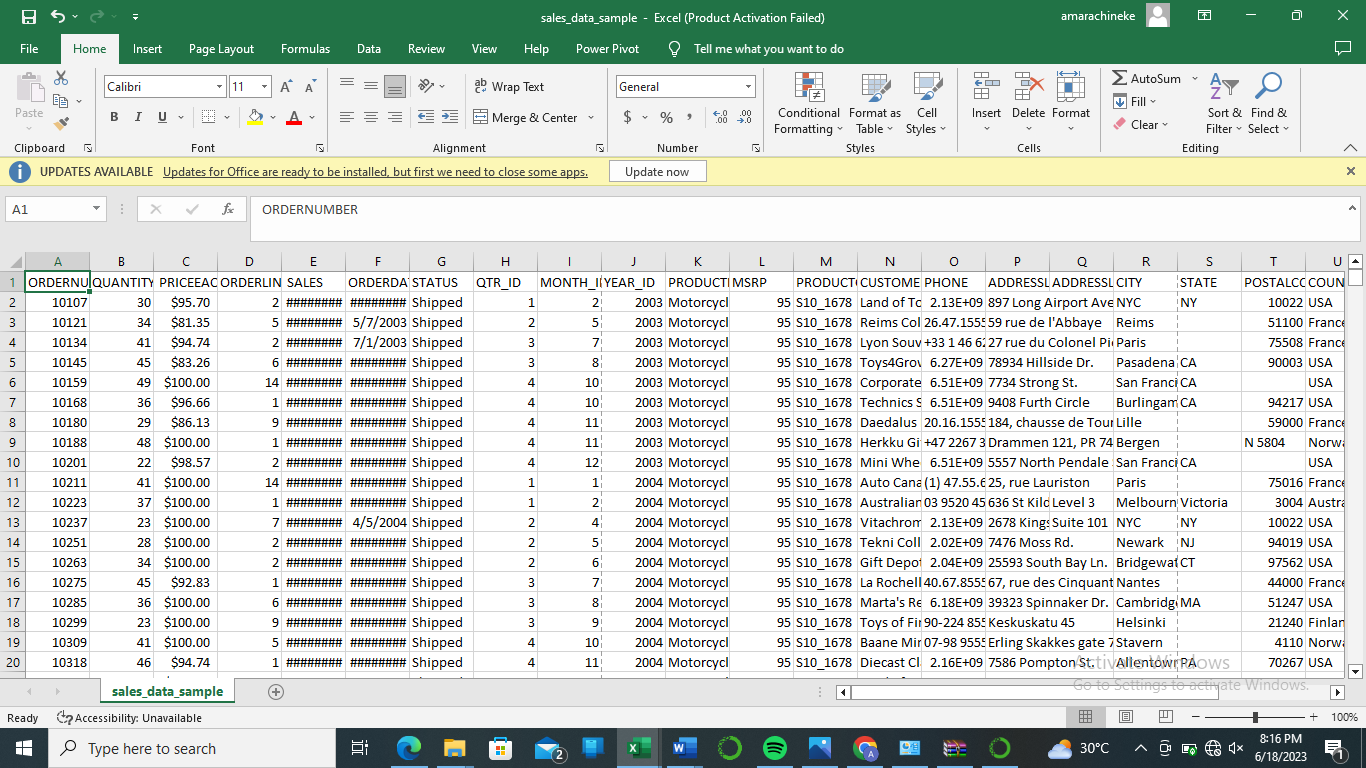 sales_data_sample - Excel (Product Activation Failed)
amarachineke
File Home Insert Page Layout Formulas Data Review View Help Power Pivot Tell me what you want to do
Paste
Clipboard
Calibri 11
B I U
Font
Wrap Text
Merge & Center
Alignment
General
$ % ,
Number
Conditional Formatting
Format as Table
Cell Styles
Styles
Insert Delete Format
Cells
AutoSum
Fill
Clear
Sort & Filter
Find & Select
Editing
UPDATES AVAILABLE Updates for Office are ready to be installed, but first we need to close some apps. Update now
A1 fx ORDERNUMBER
A B C D E F G H I J K L M N O P Q R S T U
1 ORDERNU QUANTITY PRICEEAC ORDERLIN SALES ORDERDA STATUS QTR_ID MONTH_I YEAR_ID PRODUCTI MSRP PRODUCT CUSTOME PHONE ADDRESSL ADDRESSL CITY STATE POSTALCO COUN
2 10107 30 $95.70 2 ######## ######## Shipped 1 2 2003 Motorcycl 95 S10_1678 Land of To 2.13E+09 897 Long Airport Ave NYC NY 10022 USA
3 10121 34 $81.35 5 ######## 5/7/2003 Shipped 2 5 2003 Motorcycl 95 S10_1678 Reims Col 26.47.1555 59 rue de l'Abbaye Reims 51100 France
4 10134 41 $94.74 2 ######## 7/1/2003 Shipped 3 7 2003 Motorcycl 95 S10_1678 Lyon Souv +33 1 46 62 27 rue du Colonel Pi Paris 75508 France
5 10145 45 $83.26 6 ######## ######## Shipped 3 8 2003 Motorcycl 95 S10_1678 Toys4Grov 6.27E+09 78934 Hillside Dr. Pasadena CA 90003 USA
6 10159 49 $100.00 14 ######## ######## Shipped 4 10 2003 Motorcycl 95 S10_1678 Corporate 6.51E+09 7734 Strong St. San Franci CA USA
7 10168 36 $96.66 1 ######## ######## Shipped 4 10 2003 Motorcycl 95 S10_1678 Technics S 6.51E+09 9408 Furth Circle Burlingam CA 94217 USA
8 10180 29 $86.13 9 ######## ######## Shipped 4 11 2003 Motorcycl 95 S10_1678 Daedalus 20.16.1555 184, chausse de Tour Lille 59000 France
9 10188 48 $100.00 1 ######## ######## Shipped 4 11 2003 Motorcycl 95 S10_1678 Herkku Gi +47 2267 3 Drammen 121, PR 74 Bergen N 5804 Norwa
10 10201 22 $98.57 2 ######## ######## Shipped 4 12 2003 Motorcycl 95 S10_1678 Mini Whe 6.51E+09 5557 North Pendale San Franci CA USA
11 10211 41 $100.00 14 ######## ######## Shipped 1 1 2004 Motorcycl 95 S10_1678 Auto Cana (1) 47.55.6 25, rue Lauriston Paris 75016 France
12 10223 37 $100.00 1 ######## ######## Shipped 1 2 2004 Motorcycl 95 S10_1678 Australian 03 9520 45 636 St Kild Level 3 Melbourn Victoria 3004 Austra
13 10237 23 $100.00 7 ######## 4/5/2004 Shipped 2 4 2004 Motorcycl 95 S10_1678 Vitachrom 2.13E+09 2678 Kings Suite 101 NYC NY 10022 USA
14 10251 28 $100.00 2 ######## ######## Shipped 2 5 2004 Motorcycl 95 S10_1678 Tekni Coll 2.02E+09 7476 Moss Rd. Newark NJ 94019 USA
15 10263 34 $100.00 2 ######## ######## Shipped 2 6 2004 Motorcycl 95 S10_1678 Gift Depot 2.04E+09 25593 South Bay Ln. Bridgewat CT 97562 USA
16 10275 45 $92.83 1 ######## ######## Shipped 3 7 2004 Motorcycl 95 S10_1678 La Rochell 40.67.8555 67, rue des Cinquant Nantes 44000 France
17 10285 36 $100.00 6 ######## ######## Shipped 3 8 2004 Motorcycl 95 S10_1678 Marta's Re 6.18E+09 39323 Spinnaker Dr. Cambridg MA 51247 USA
18 10299 23 $100.00 9 ######## ######## Shipped 3 9 2004 Motorcycl 95 S10_1678 Toys of Fin 90-224 855 Keskuskatu 45 Helsinki 21240 Finlan
19 10309 41 $100.00 5 ######## ######## Shipped 4 10 2004 Motorcycl 95 S10_1678 Baane Min 07-98 9555 Erling Skakkes gate 7 Stavern 4110 Norwa
20 10318 46 $94.74 1 ######## ######## Shipped 4 11 2004 Motorcycl 95 S10_1678 Diecast Cl 2.16E+09 7586 Pompton St. Allentown PA 70267 USA
Activate Windows
Go to Settings to activate Windows.
sales_data_sample
Ready Accessibility: Unavailable 100%
Type here to search 2 30°C 8:16 PM
6/18/2023 1